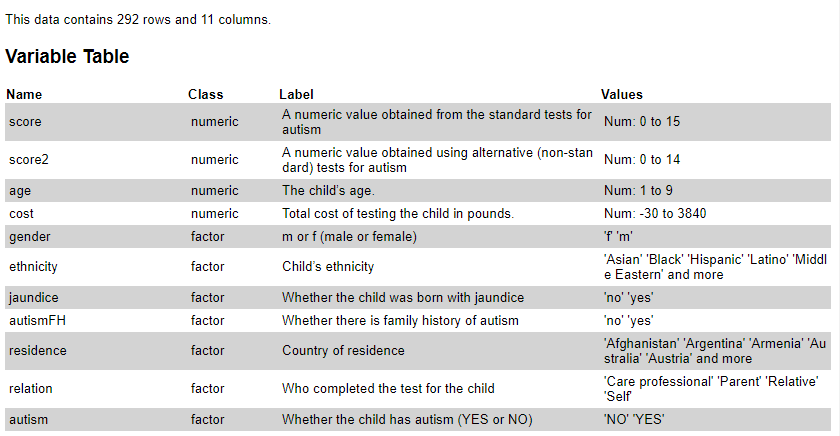 This data contains 292 rows and 11 columns.
Variable Table
Name Class Label Values
score numeric A numeric value obtained from the standard tests for autism Num: 0 to 15
score2 numeric A numeric value obtained using alternative (non-stan dard) tests for autism Num: 0 to 14
age numeric The child's age. Num: 1 to 9
cost numeric Total cost of testing the child in pounds. Num: -30 to 3840
gender factor m or f (male or female) 'f' 'm'
ethnicity factor Child's ethnicity 'Asian' 'Black' 'Hispanic' 'Latino' 'Middl e Eastern' and more
jaundice factor Whether the child was born with jaundice 'no' 'yes'
autismFH factor Whether there is family history of autism 'no' 'yes'
residence factor Country of residence 'Afghanistan' 'Argentina' 'Armenia' 'Au stralia' 'Austria' and more
relation factor Who completed the test for the child 'Care professional' 'Parent' 'Relative' 'Self'
autism factor Whether the child has autism (YES or NO) 'NO' 'YES'